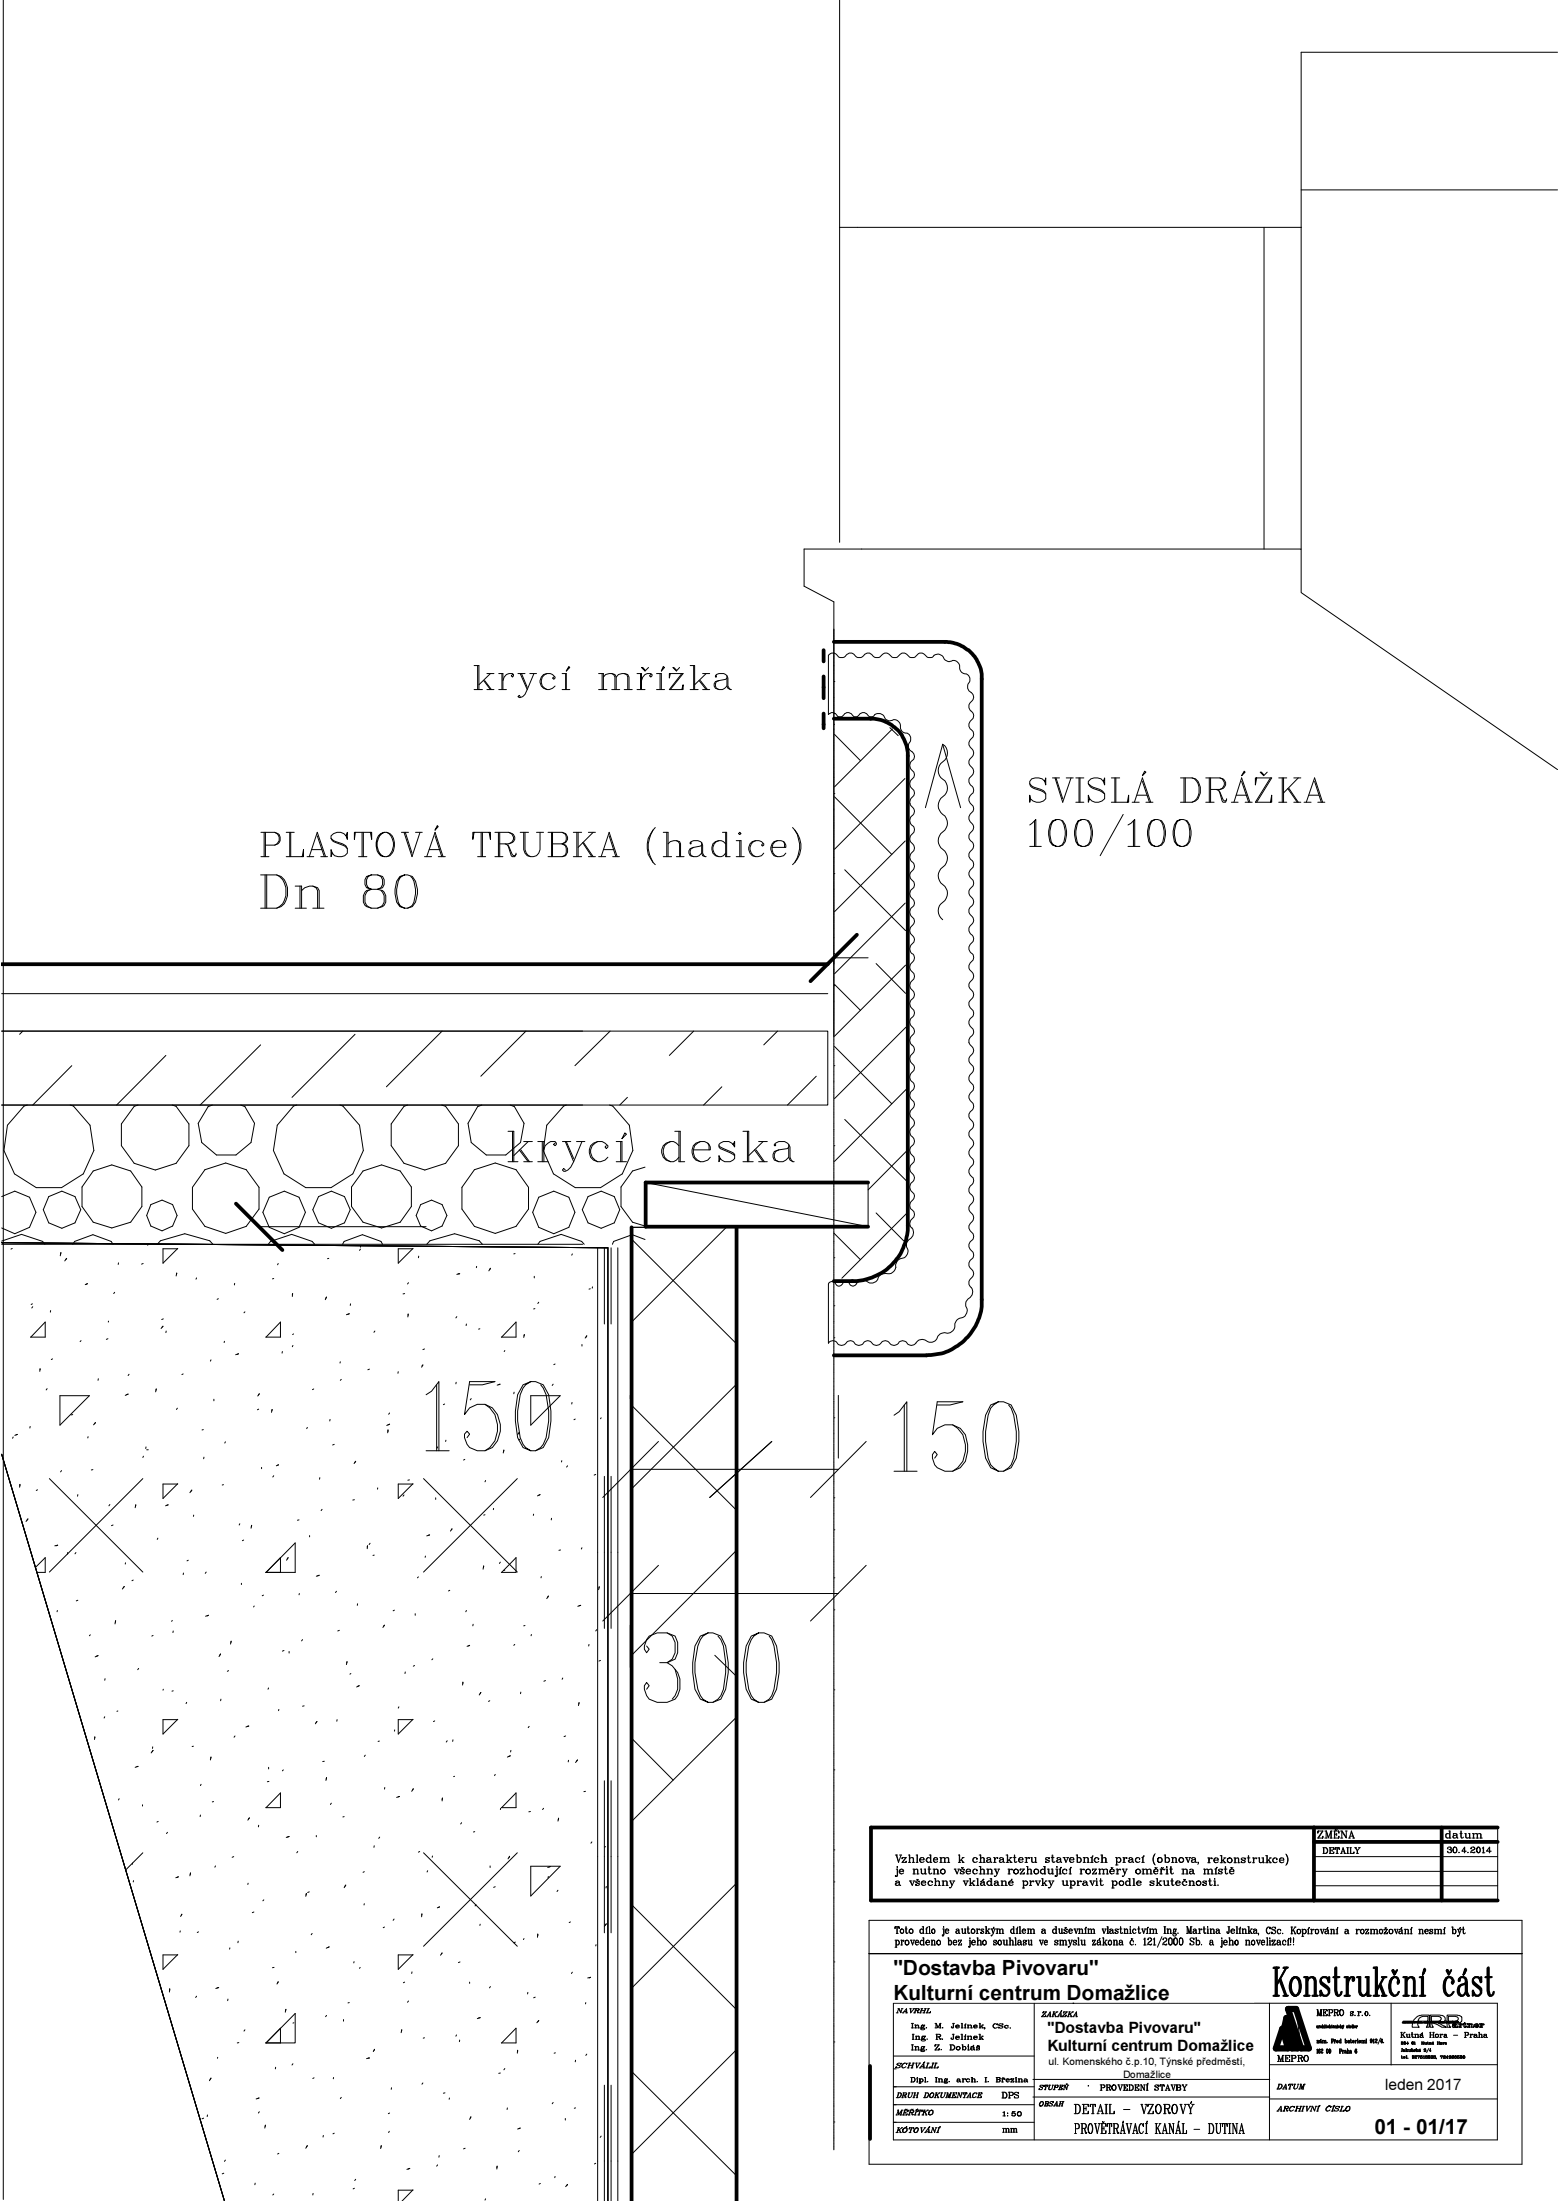 krycí mřížka
SVISLÁ DRÁŽKA
100/100
PLASTOVÁ TRUBKA (hadice)
Dn 80
krycí deska
150
150
300
Vzhledem k charakteru stavebních prací (obnova, rekonstrukce)
je nutno všechny rozhodující rozměry oměřit na místě
a všechny vkládané prvky upravit podle skutečnosti.
ZMĚNA datum
DETAILY 30.4.2014
Toto dílo je autorským dílem a duševním vlastnictvím Ing. Martina Jelínka, CSc. Kopírování a rozmožování nesmí být
provedeno bez jeho souhlasu ve smyslu zákona č. 121/2000 Sb. a jeho novelizací!!
"Dostavba Pivovaru"
Kulturní centrum Domažlice
Konstrukční část
NAVRHL
Ing. M. Jelínek, CSc.
Ing. R. Jelínek
Ing. Z. Dobiáš
SCHVÁLIL
Dipl. Ing. arch. I. Březina
DRUH DOKUMENTACE DPS
MĚŘÍTKO 1:50
KÓTOVÁNÍ mm
ZAKÁZKA
"Dostavba Pivovaru"
Kulturní centrum Domažlice
ul. Komenského č.p.10, Týnské předměstí,
Domažlice
STUPEŇ PROVEDENÍ STAVBY
OBSAH DETAIL – VZOROVÝ
PROVĚTRÁVACÍ KANÁL – DUTINA
MEPRO s.r.o.
MEPRO
Kutná Hora – Praha
DATUM leden 2017
ARCHIVNÍ ČÍSLO
01 - 01/17